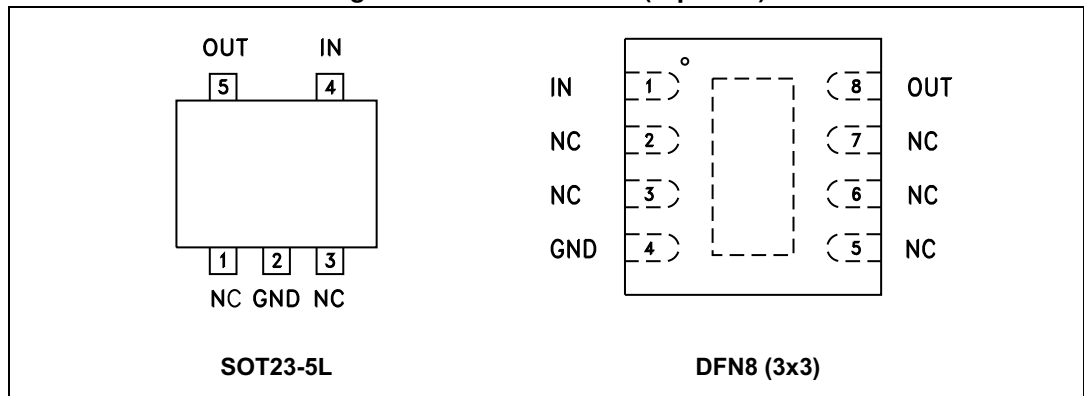 OUT IN
5 4
1 2 3
NC GND NC
SOT23-5L
IN 1 8 OUT
NC 2 7 NC
NC 3 6 NC
GND 4 5 NC
DFN8 (3x3)